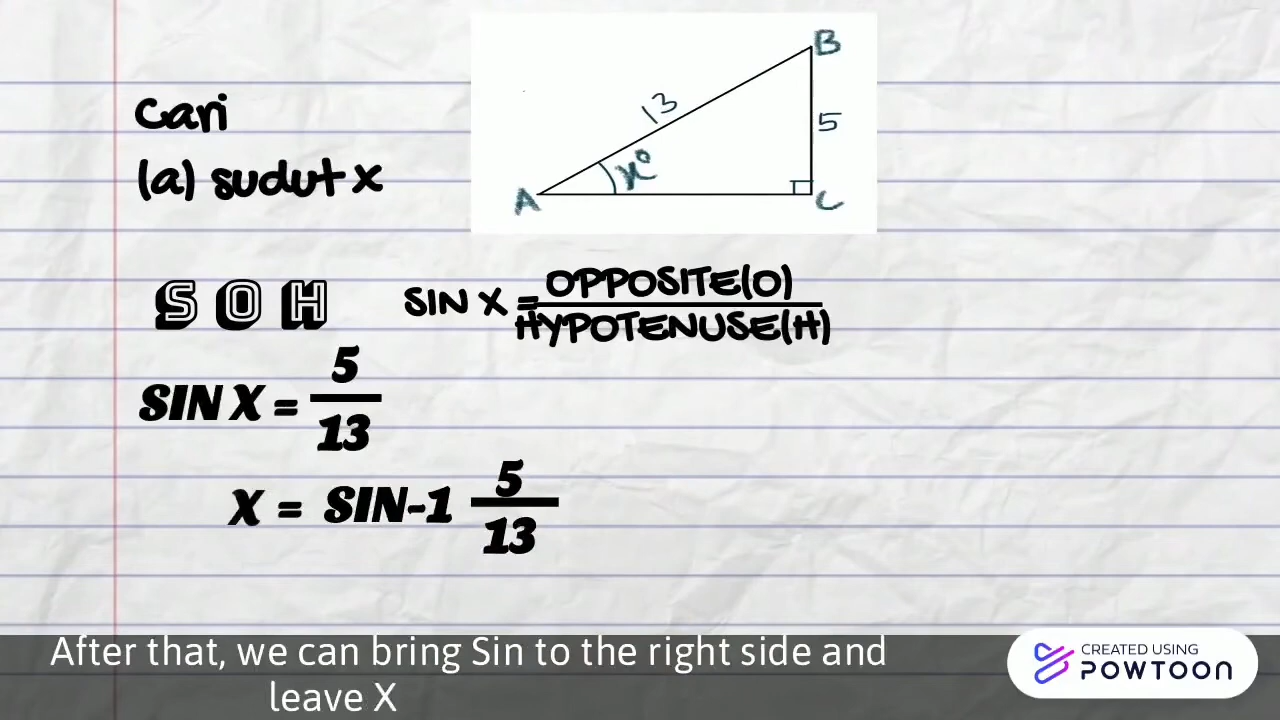 Cari
(a) sudut x
B
13
5
x°
A
C
S O H
SIN X = OPPOSITE(O)
HYPOTENUSE(H)
SIN X = 5
13
X = SIN-1 5
13
After that, we can bring Sin to the right side and
leave X
CREATED USING
POWTOON